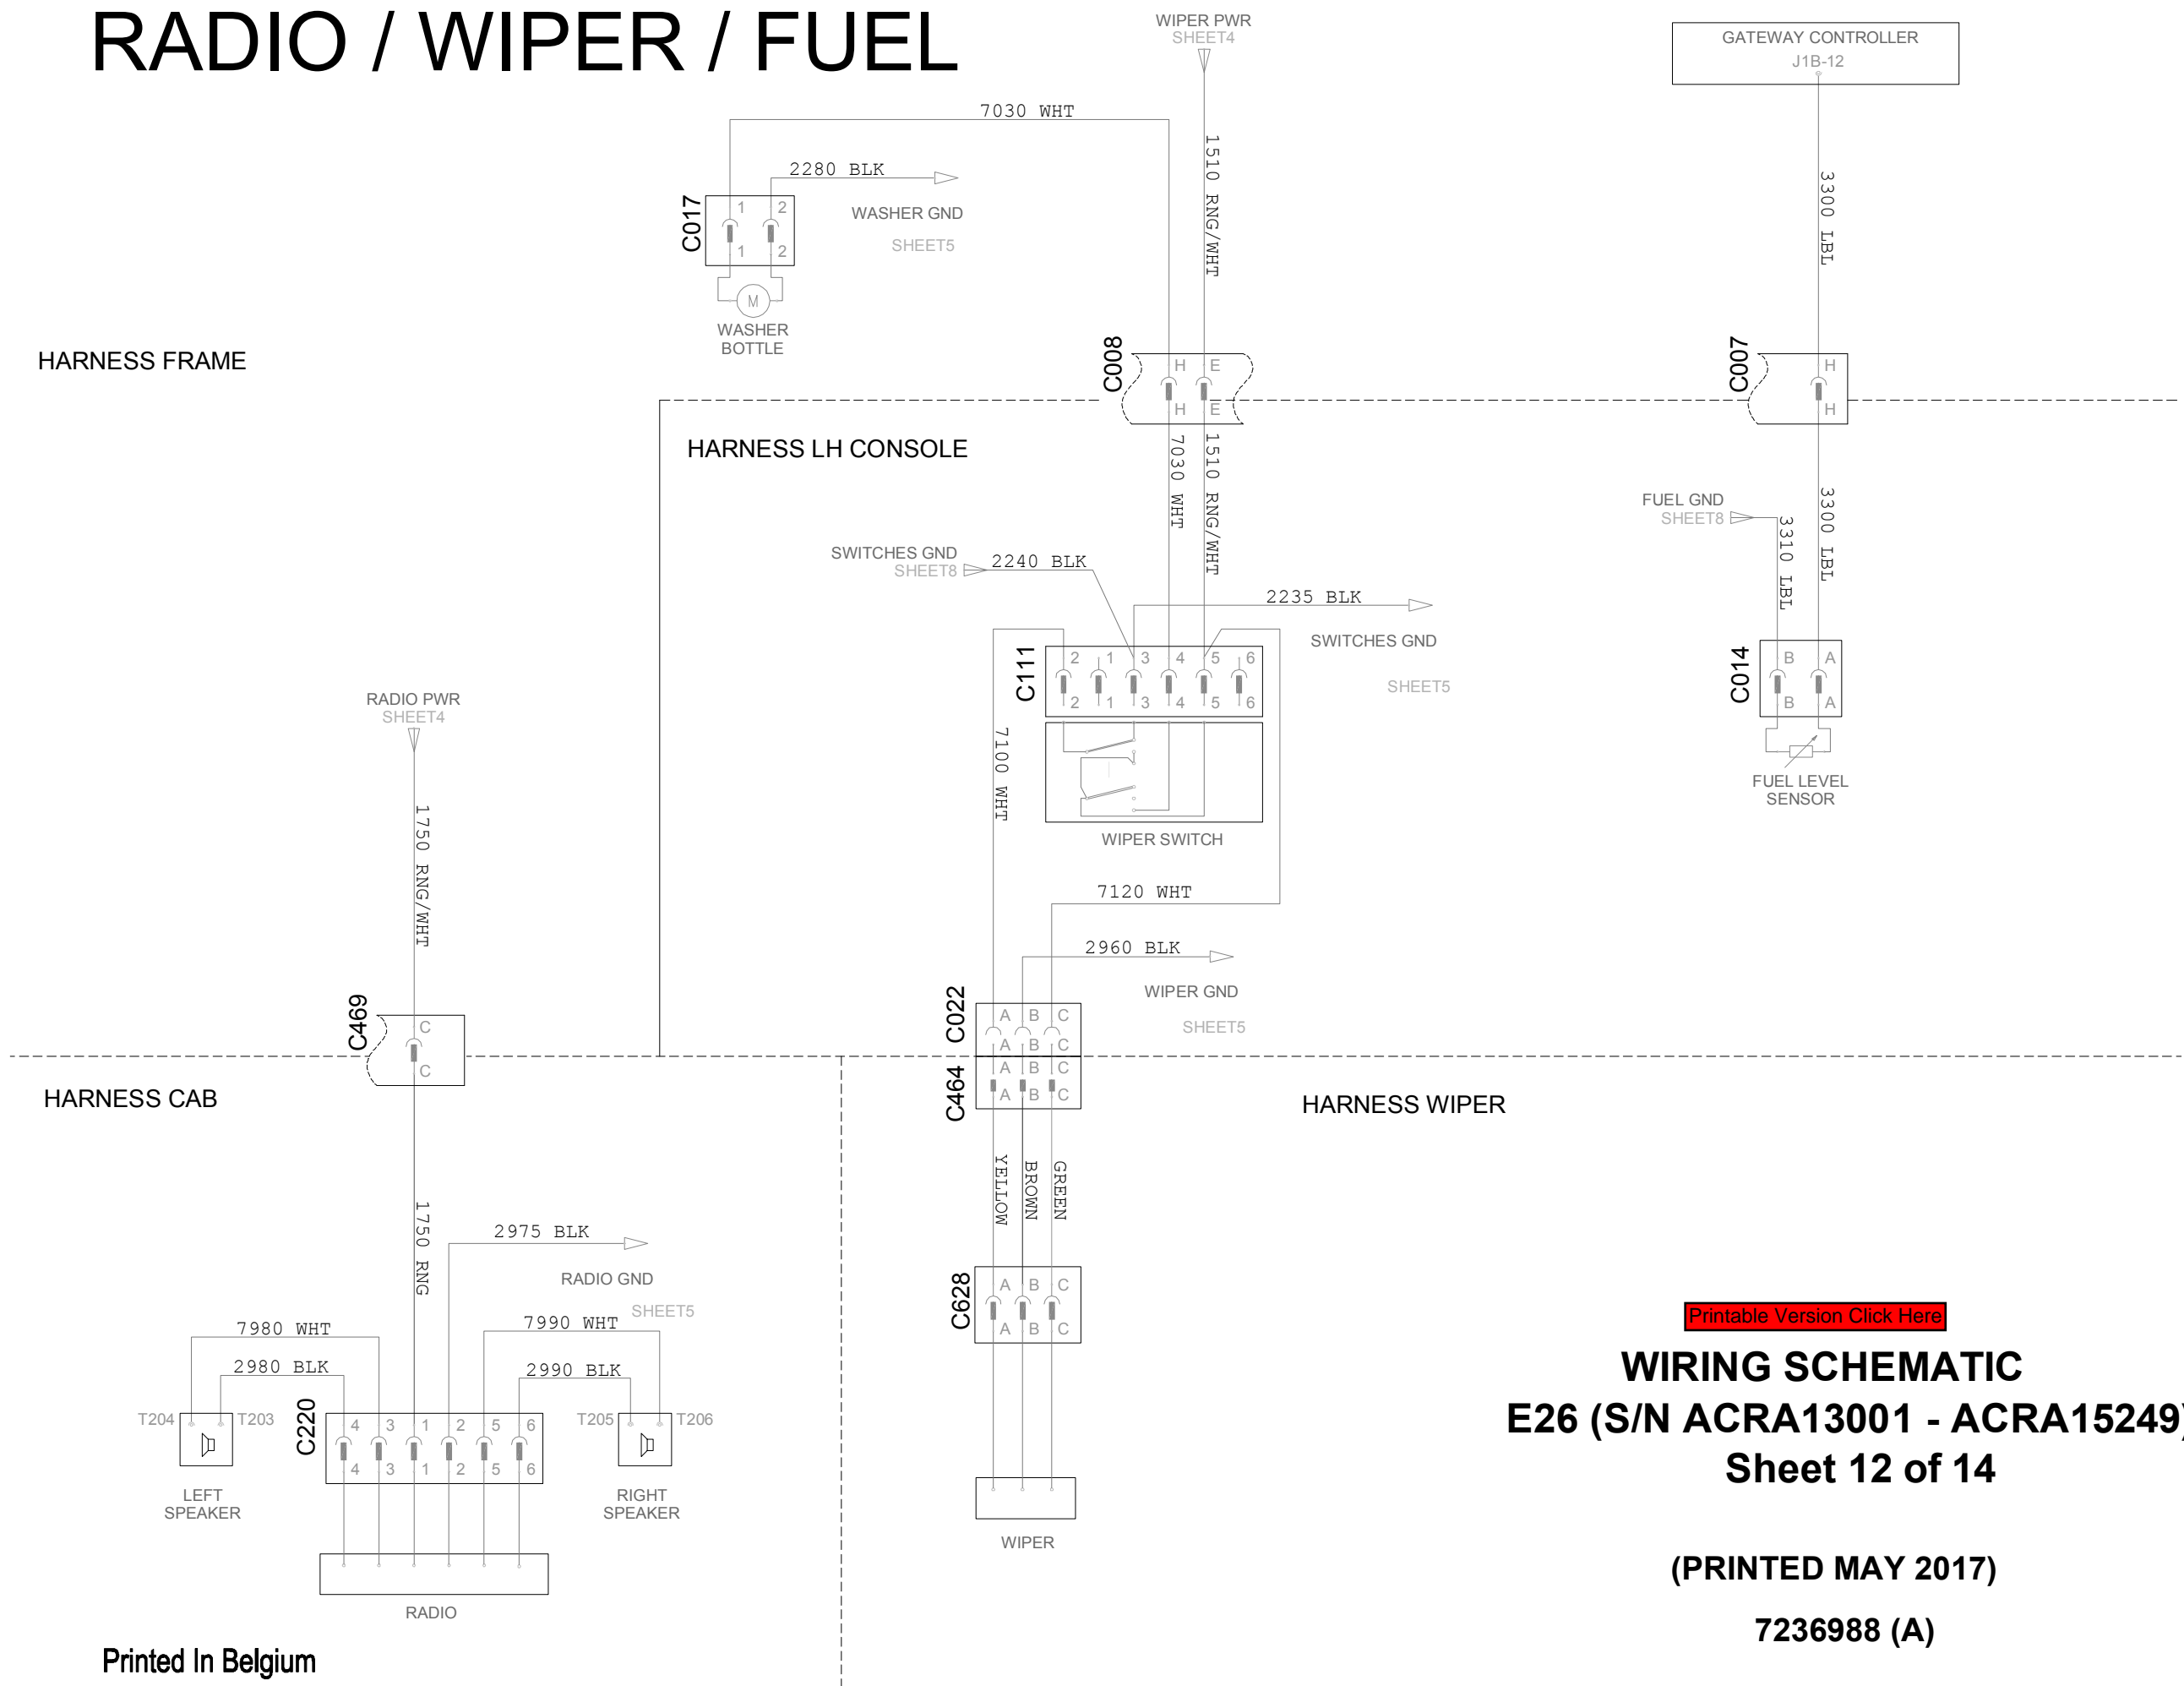 RADIO / WIPER / FUEL
WIPER PWR
SHEET4
GATEWAY CONTROLLER
J1B-12
7030 WHT
1510 RNG/WHT
3300 LBL
2280 BLK
WASHER GND
SHEET5
C017
1 2
1 2
M
WASHER
BOTTLE
HARNESS FRAME
C008
H E
H E
C007
H
H
HARNESS LH CONSOLE
7030 WHT
1510 RNG/WHT
FUEL GND
SHEET8
3310 LBL
3300 LBL
SWITCHES GND
SHEET8
2240 BLK
2235 BLK
SWITCHES GND
SHEET5
C111
2 1 3 4 5 6
2 1 3 4 5 6
C014
B A
B A
FUEL LEVEL
SENSOR
RADIO PWR
SHEET4
1750 RNG/WHT
7100 WHT
WIPER SWITCH
7120 WHT
2960 BLK
WIPER GND
SHEET5
C469
C
C
C022
A B C
A B C
C464
A B C
A B C
HARNESS CAB
HARNESS WIPER
YELLOW
BROWN
GREEN
1750 RNG
2975 BLK
RADIO GND
SHEET5
7980 WHT
2980 BLK
7990 WHT
2990 BLK
C628
A B C
A B C
T204
T203
C220
4 3 1 2 5 6
4 3 1 2 5 6
T205
T206
LEFT
SPEAKER
RIGHT
SPEAKER
RADIO
WIPER
Printable Version Click Here
WIRING SCHEMATIC
E26 (S/N ACRA13001 - ACRA15249)
Sheet 12 of 14
(PRINTED MAY 2017)
7236988 (A)
Printed In Belgium